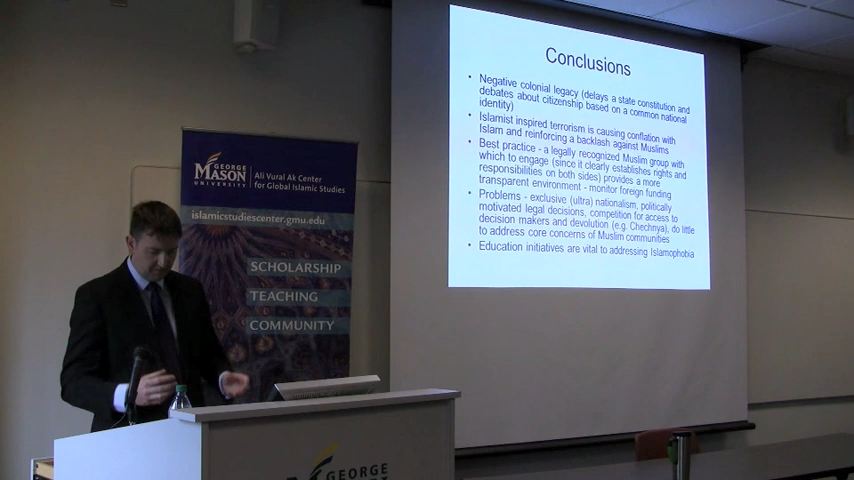 Conclusions
• Negative colonial legacy (delays a state constitution and
debates about citizenship based on a common national
identity)
• Islamist inspired terrorism is causing conflation with
Islam and reinforcing a backlash against Muslims
• Best practice - a legally recognized Muslim group with
which to engage (since it clearly establishes rights and
responsibilities on both sides) provides a more
transparent environment - monitor foreign funding
• Problems - exclusive (ultra) nationalism, politically
motivated legal decisions, competition for access to
decision makers and devolution (e.g. Chechnya), do little
to address core concerns of Muslim communities
• Education initiatives are vital to addressing Islamophobia
GEORGE
MASON
UNIVERSITY
Ali Vural Ak Center
for Global Islamic Studies
islamicstudiescenter.gmu.edu
SCHOLARSHIP
TEACHING
COMMUNITY
GEORGE